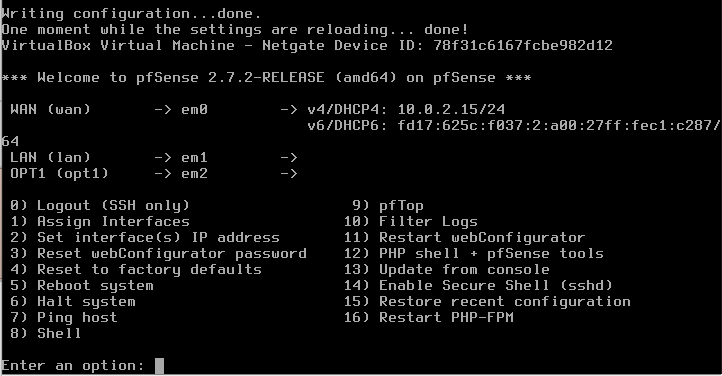 Writing configuration...done.
One moment while the settings are reloading... done!
VirtualBox Virtual Machine - Netgate Device ID: 78f31c6167fcbe982d12
*** Welcome to pfSense 2.7.2-RELEASE (amd64) on pfSense ***
WAN (wan) -> em0 -> v4/DHCP4: 10.0.2.15/24
v6/DHCP6: fd17:625c:f037:2:a00:27ff:fec1:c287/
64
LAN (lan) -> em1 ->
OPT1 (opt1) -> em2 ->
0) Logout (SSH only) 9) pfTop
1) Assign Interfaces 10) Filter Logs
2) Set interface(s) IP address 11) Restart webConfigurator
3) Reset webConfigurator password 12) PHP shell + pfSense tools
4) Reset to factory defaults 13) Update from console
5) Reboot system 14) Enable Secure Shell (sshd)
6) Halt system 15) Restore recent configuration
7) Ping host 16) Restart PHP-FPM
8) Shell
Enter an option: